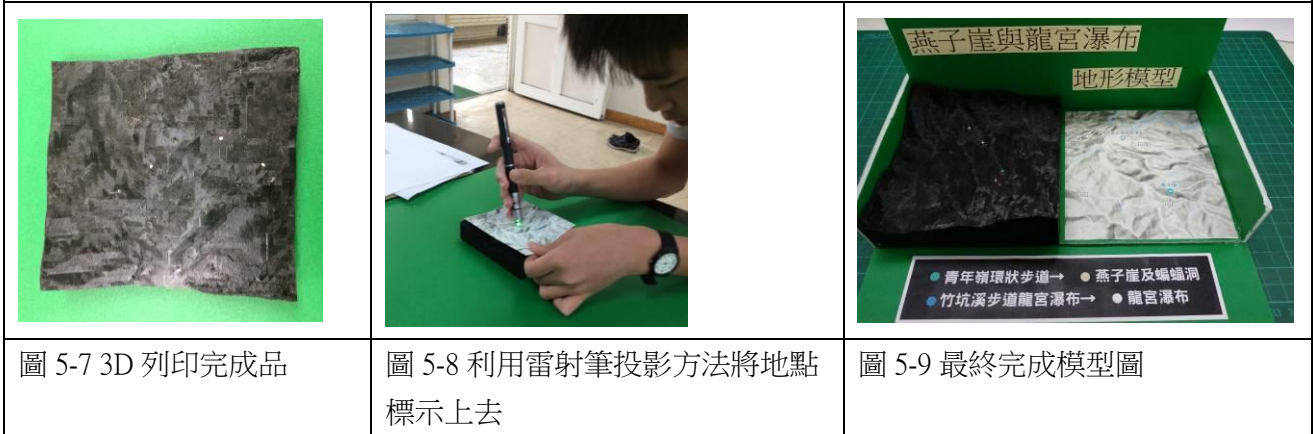 燕子崖與龍宮瀑布
地形模型
青年嶺環狀步道→ 燕子崖及蝙蝠洞
竹坑溪步道龍宮瀑布→ 龍宮瀑布
圖 5-7 3D 列印完成品
圖 5-8 利用雷射筆投影方法將地點
標示上去
圖 5-9 最終完成模型圖